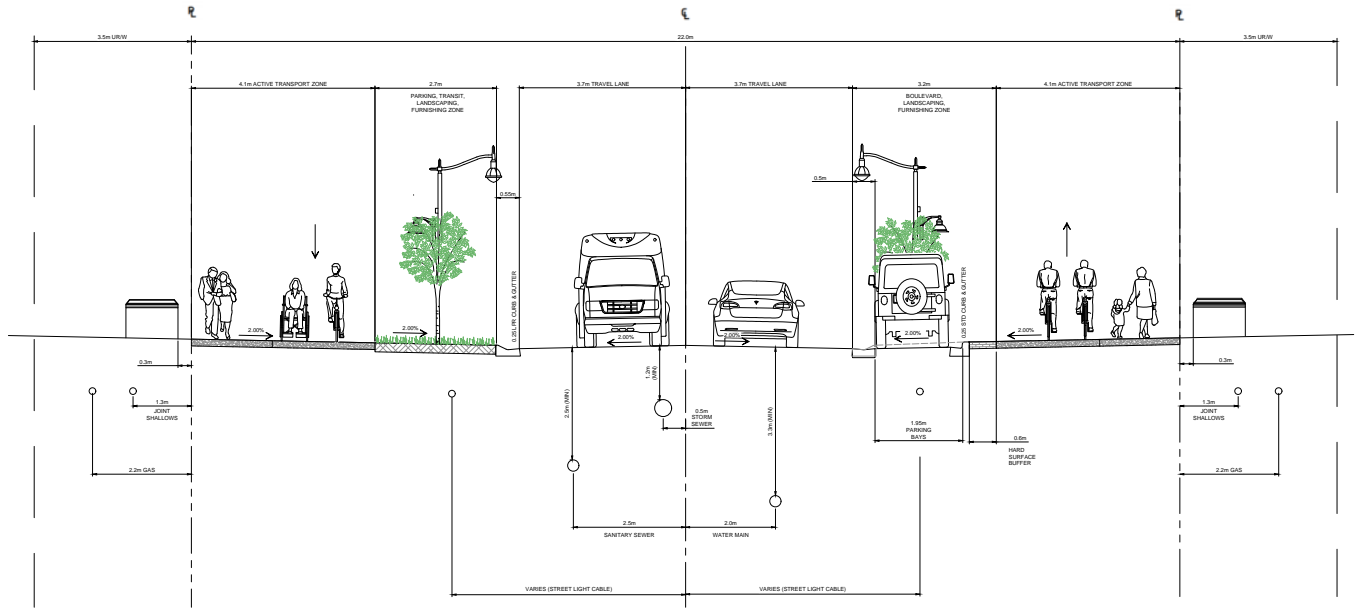 ℄
3.5m UR/W
22.0m
3.5m UR/W
4.1m ACTIVE TRANSPORT ZONE
2.7m
PARKING, TRANSIT,
LANDSCAPING,
FURNISHING ZONE
3.7m TRAVEL LANE
3.7m TRAVEL LANE
3.2m
BOULEVARD,
LANDSCAPING,
FURNISHING ZONE
4.1m ACTIVE TRANSPORT ZONE
0.55m
0.5m
0.25 LPR CURB & GUTTER
0.25 STD CURB & GUTTER
2.00%
2.00%
2.00%
2.00%
2.00%
2.00%
0.3m
1.3m
JOINT
SHALLOWS
2.2m GAS
2.5m (MIN)
1.2m
(MIN)
0.5m
STORM
SEWER
3.3m (MIN)
1.95m
PARKING
BAYS
0.6m
HARD
SURFACE
BUFFER
0.3m
1.3m
JOINT
SHALLOWS
2.2m GAS
2.5m
SANITARY SEWER
2.0m
WATER MAIN
VARIES (STREET LIGHT CABLE)
VARIES (STREET LIGHT CABLE)